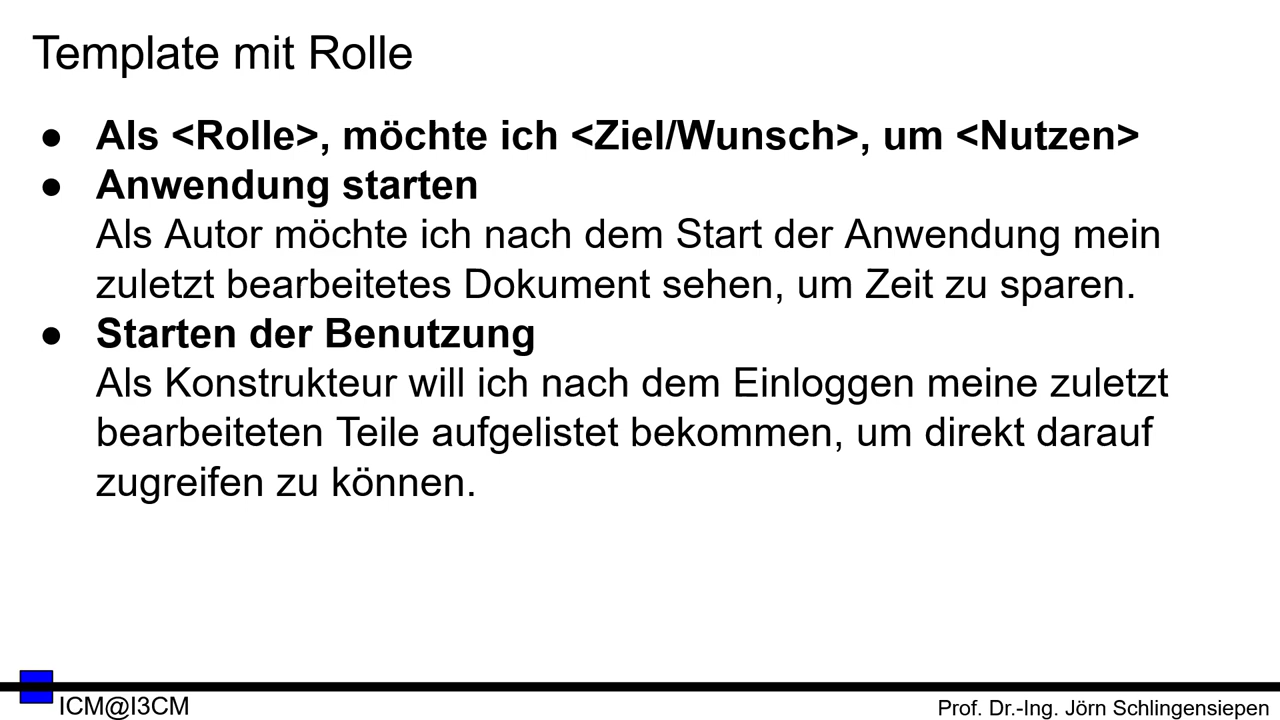 Template mit Rolle
● Als <Rolle>, möchte ich <Ziel/Wunsch>, um <Nutzen>
● Anwendung starten
Als Autor möchte ich nach dem Start der Anwendung mein
zuletzt bearbeitetes Dokument sehen, um Zeit zu sparen.
● Starten der Benutzung
Als Konstrukteur will ich nach dem Einloggen meine zuletzt
bearbeiteten Teile aufgelistet bekommen, um direkt darauf
zugreifen zu können.
ICM@I3CM
Prof. Dr.-Ing. Jörn Schlingensiepen